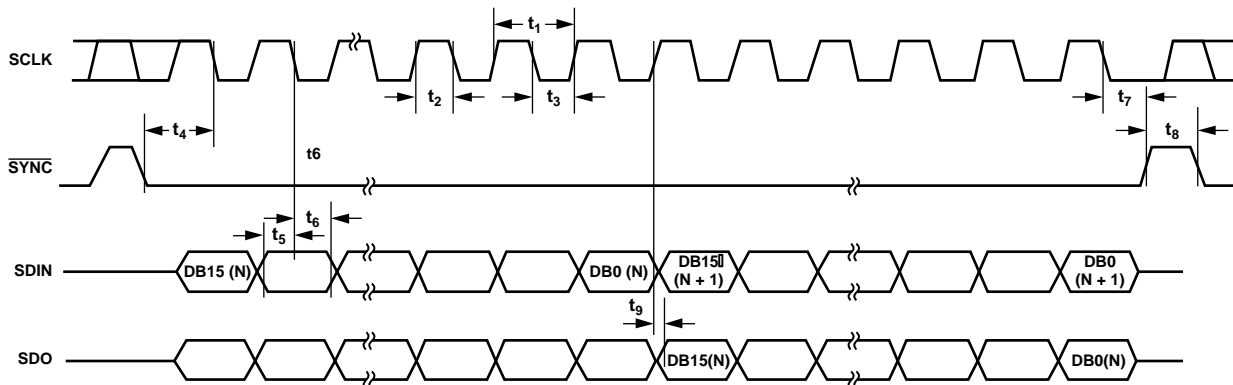 t1
SCLK
t2
t3
t7
t4
t8
t6
SYNC
t6
t5
SDIN
DB15 (N)
DB0 (N)
DB15
(N + 1)
DB0
(N + 1)
t9
SDO
DB15(N)
DB0(N)